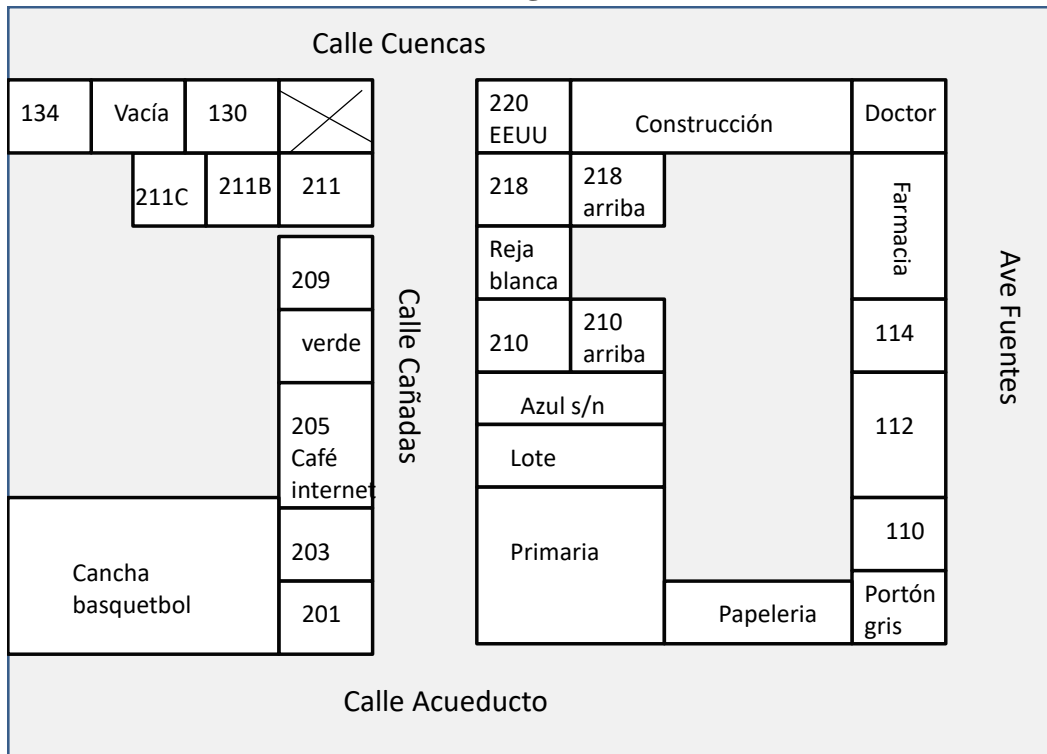 Calle Cuencas
134
Vacía
130
220
EEUU
Construcción
Doctor
211C
211B
211
218
218
arriba
Farmacia
Reja
blanca
209
Calle Cañadas
Ave Fuentes
verde
210
210
arriba
114
Azul s/n
112
205
Café
internet
Lote
Cancha
basquetbol
203
Primaria
110
201
Papeleria
Portón
gris
Calle Acueducto